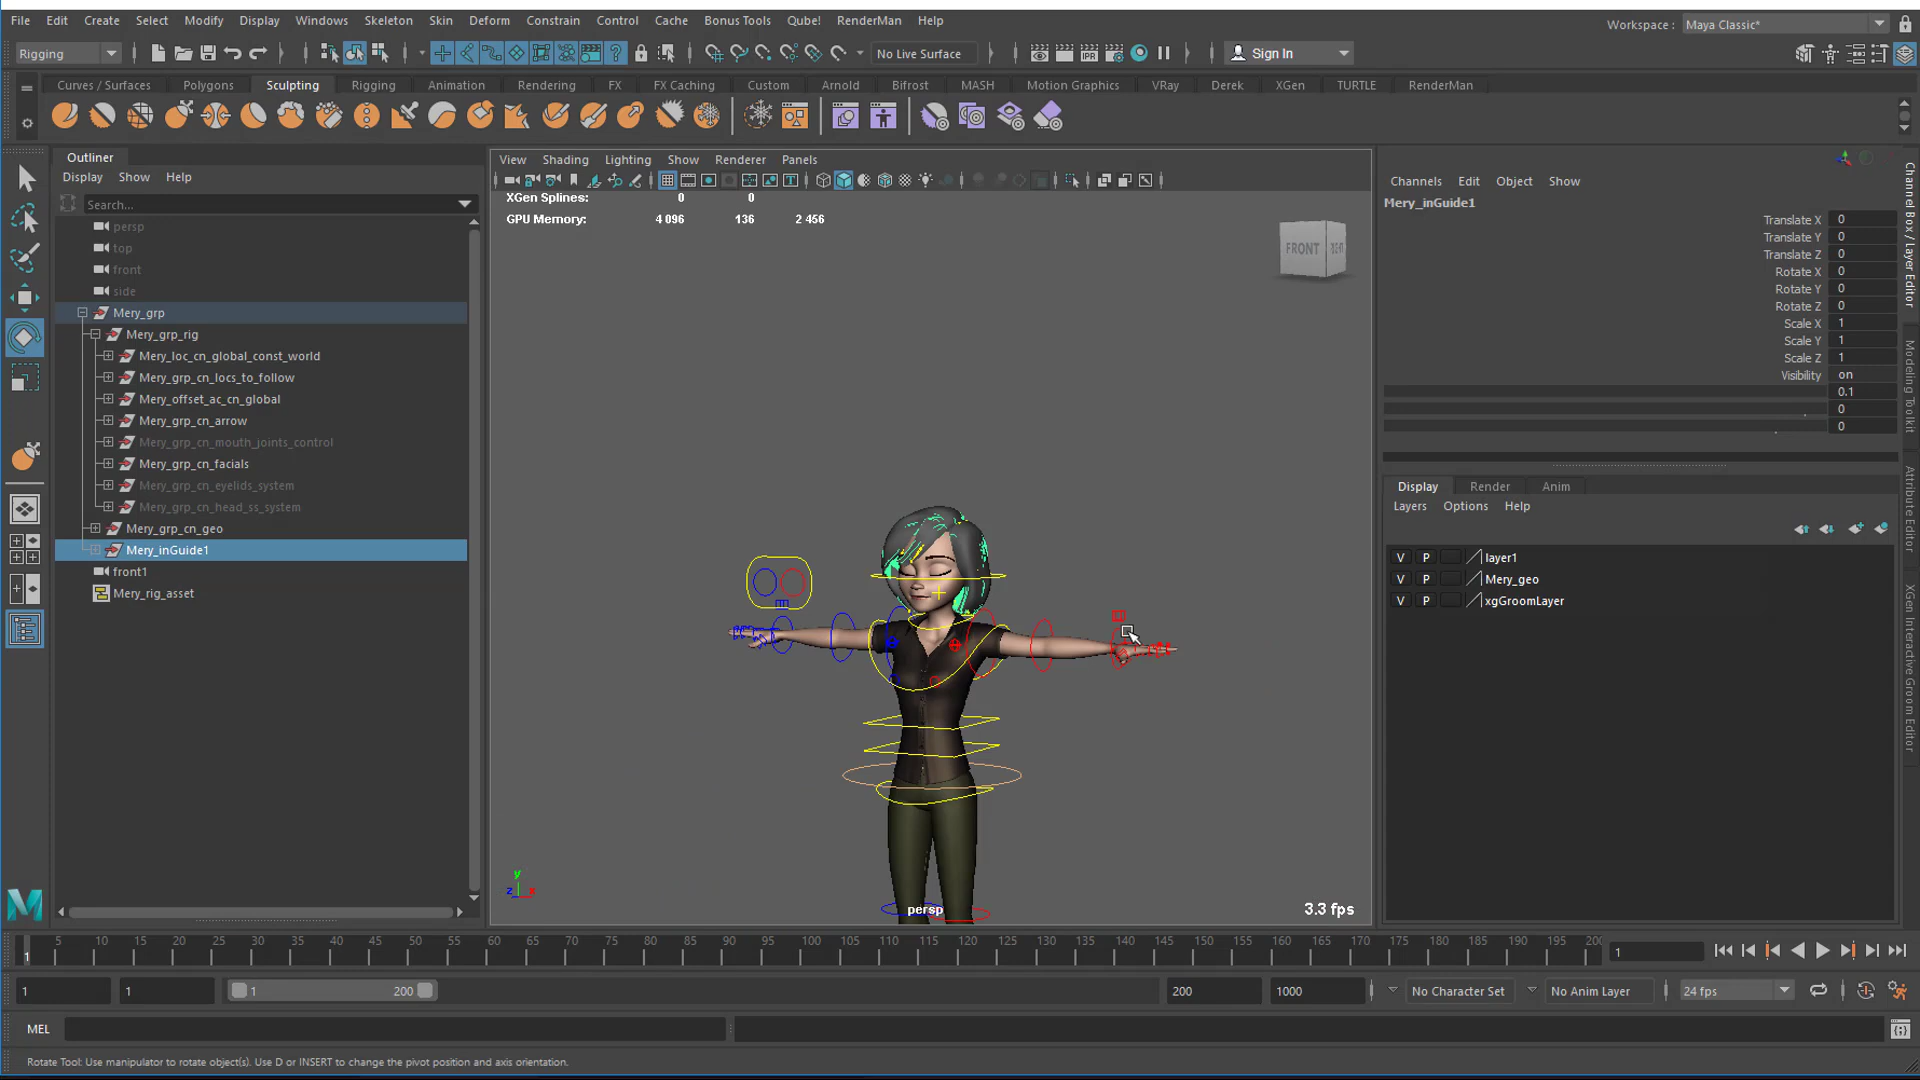 File Edit Create Select Modify Display Windows Skeleton Skin Deform Constrain Control Cache Bonus Tools Qube! RenderMan Help
Workspace : Maya Classic*
Rigging No Live Surface Sign In
Curves / Surfaces Polygons Sculpting Rigging Animation Rendering FX FX Caching Custom Arnold Bifrost MASH Motion Graphics VRay Derek XGen TURTLE RenderMan
Outliner
Display Show Help
Search...
persp
top
front
side
Mery_grp
Mery_grp_rig
Mery_loc_cn_global_const_world
Mery_grp_cn_locs_to_follow
Mery_offset_ac_cn_global
Mery_grp_cn_arrow
Mery_grp_cn_mouth_joints_control
Mery_grp_cn_facials
Mery_grp_cn_eyelids_system
Mery_grp_cn_head_ss_system
Mery_grp_cn_geo
Mery_inGuide1
front1
Mery_rig_asset
View Shading Lighting Show Renderer Panels
XGen Splines: 0 0
GPU Memory: 4 096 136 2 456
FRONT
y
z x
persp
3.3 fps
Channels Edit Object Show
Mery_inGuide1
Translate X 0
Translate Y 0
Translate Z 0
Rotate X 0
Rotate Y 0
Rotate Z 0
Scale X 1
Scale Y 1
Scale Z 1
Visibility on
0.1
0
0
Display Render Anim
Layers Options Help
V P layer1
V P Mery_geo
V P xgGroomLayer
Channel Box / Layer Editor
Modeling Toolkit
Attribute Editor
XGen Interactive Groom Editor
5 10 15 20 25 30 35 40 45 50 55 60 65 70 75 80 85 90 95 100 105 110 115 120 125 130 135 140 145 150 155 160 165 170 175 180 185 190 195 200
1 1
1 1 1 200 200 1000 No Character Set No Anim Layer 24 fps
MEL
Rotate Tool: Use manipulator to rotate object(s). Use D or INSERT to change the pivot position and axis orientation.